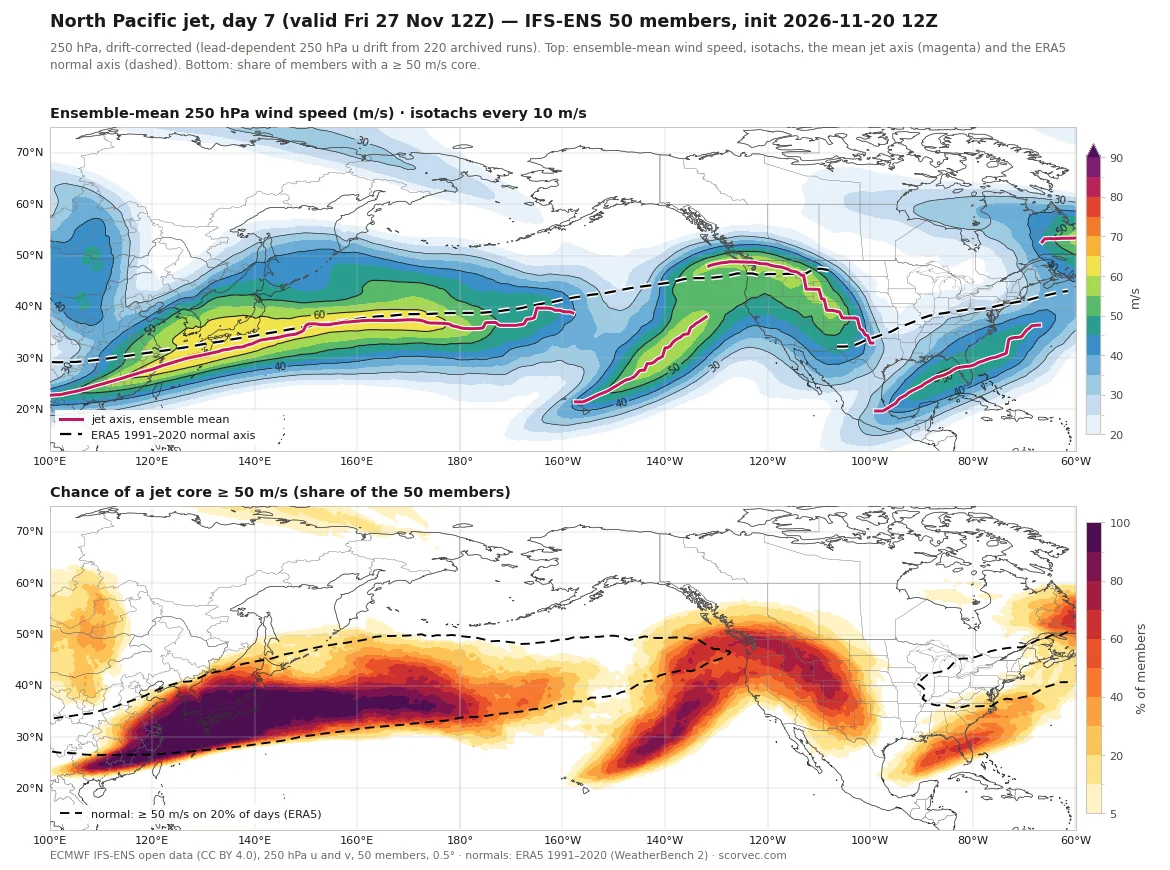 North Pacific jet, day 7 (valid Fri 27 Nov 12Z) — IFS-ENS 50 members, init 2026-11-20 12Z
250 hPa, drift-corrected (lead-dependent 250 hPa u drift from 220 archived runs). Top: ensemble-mean wind speed, isotachs, the mean jet axis (magenta) and the ERA5
normal axis (dashed). Bottom: share of members with a ≥ 50 m/s core.
Ensemble-mean 250 hPa wind speed (m/s) · isotachs every 10 m/s
70°N
60°N
50°N
40°N
30°N
20°N
30
40
30
50
60
40
50
40
30
30
50
40
30
50
jet axis, ensemble mean
ERA5 1991–2020 normal axis
100°E 120°E 140°E 160°E 180° 160°W 140°W 120°W 100°W 80°W 60°W
90
80
70
60
50
40
30
20
m/s
Chance of a jet core ≥ 50 m/s (share of the 50 members)
70°N
60°N
50°N
40°N
30°N
20°N
normal: ≥ 50 m/s on 20% of days (ERA5)
100°E 120°E 140°E 160°E 180° 160°W 140°W 120°W 100°W 80°W 60°W
100
80
60
40
20
5
% of members
ECMWF IFS-ENS open data (CC BY 4.0), 250 hPa u and v, 50 members, 0.5° · normals: ERA5 1991–2020 (WeatherBench 2) · scorvec.com